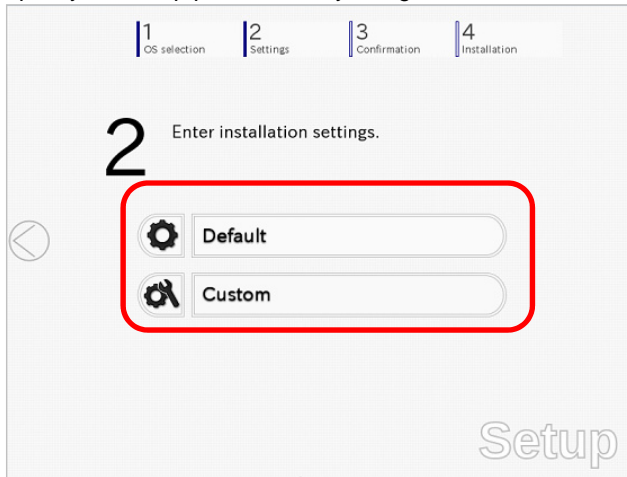 1 2 3 4
OS selection Settings Confirmation Installation
2 Enter installation settings.
Default
Custom
Setup